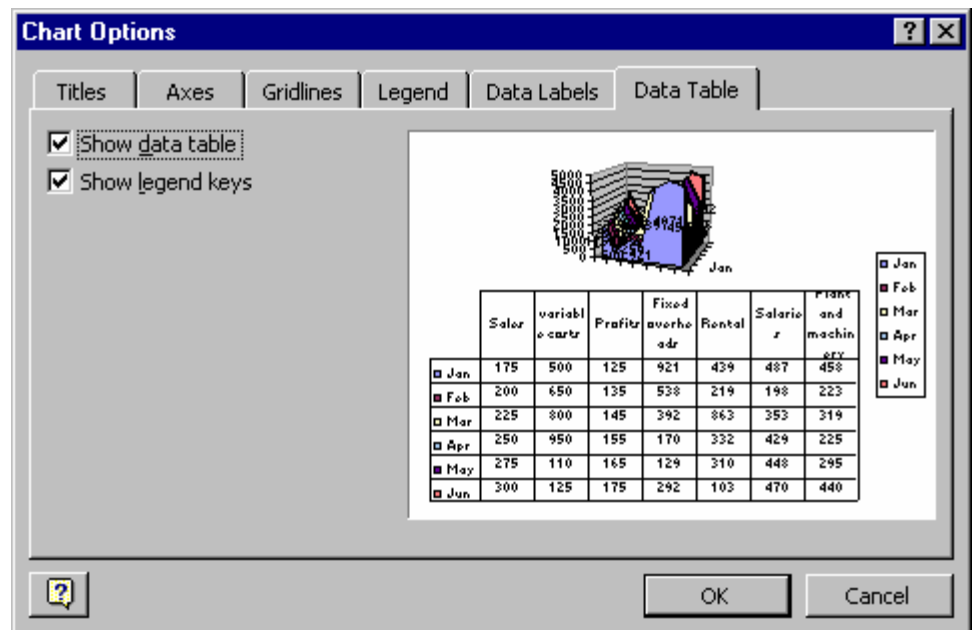 Chart Options
Titles Axes Gridlines Legend Data Labels Data Table
Show data table
Show legend keys
5000
500
0
Jan
Sales variable costs Profits Fixed overheads Rental Salaries Plant and machinery
Jan 175 500 125 921 439 487 458
Feb 200 650 135 538 219 198 223
Mar 225 800 145 392 863 353 319
Apr 250 950 155 170 332 429 225
May 275 110 165 129 310 448 295
Jun 300 125 175 292 103 470 440
Jan
Feb
Mar
Apr
May
Jun
OK Cancel